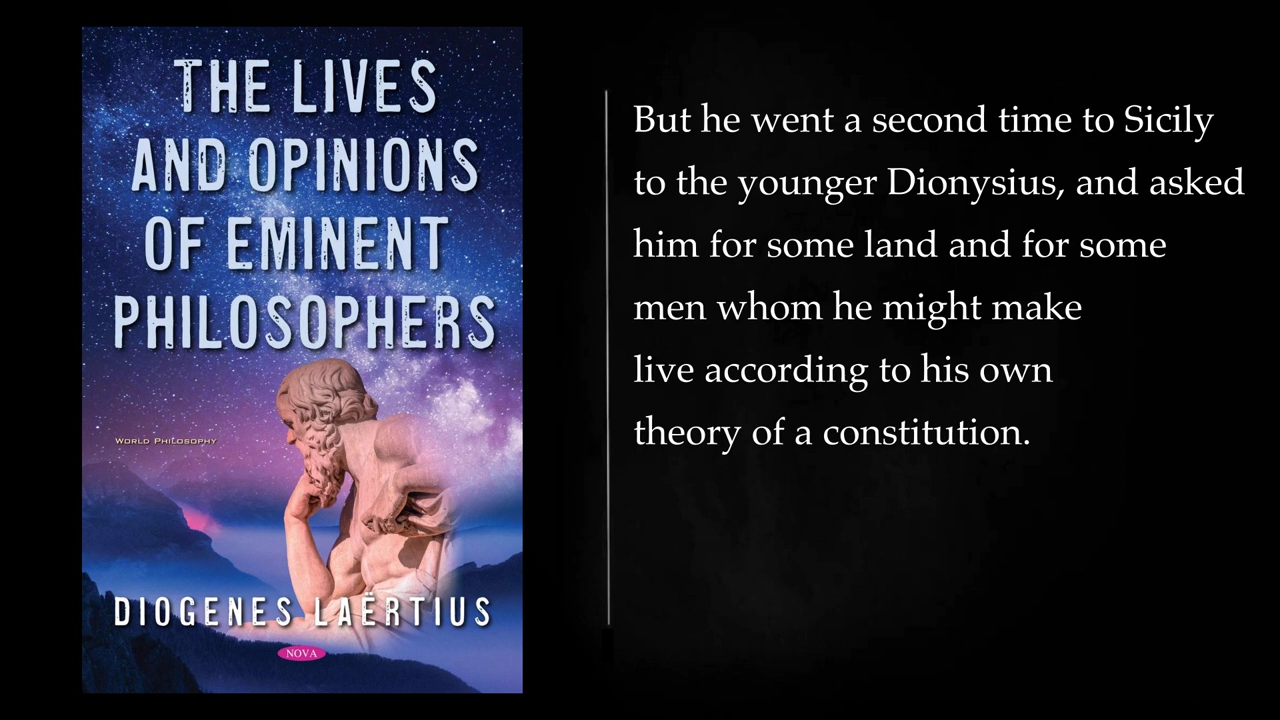 THE LIVES
AND OPINIONS
OF EMINENT
PHILOSOPHERS
WORLD PHILOSOPHY
DIOGENES LAËRTIUS
NOVA
But he went a second time to Sicily
to the younger Dionysius, and asked
him for some land and for some
men whom he might make
live according to his own
theory of a constitution.